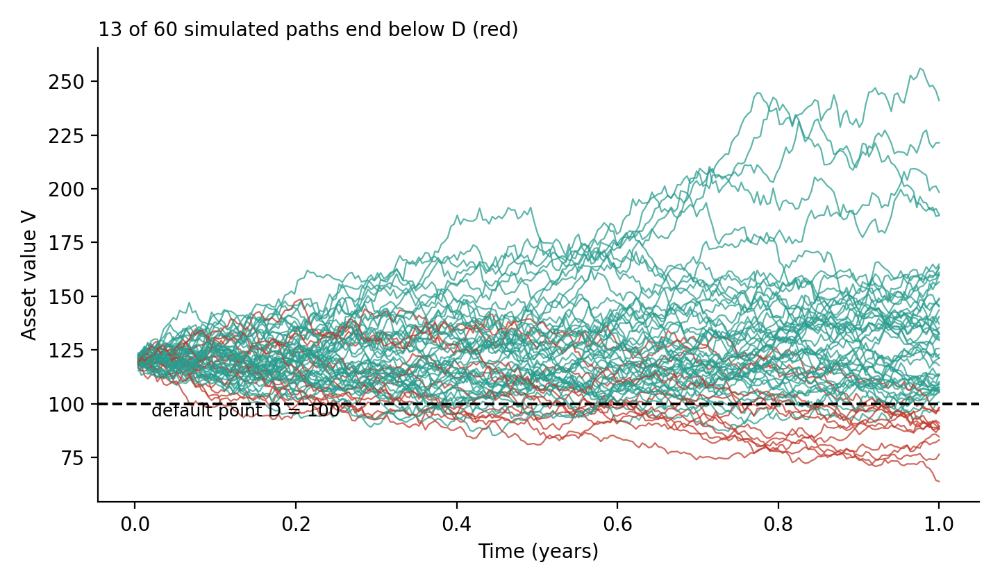 13 of 60 simulated paths end below D (red)
250
225
200
175
150
125
100
75
Asset value V
default point D = 100
0.0 0.2 0.4 0.6 0.8 1.0
Time (years)